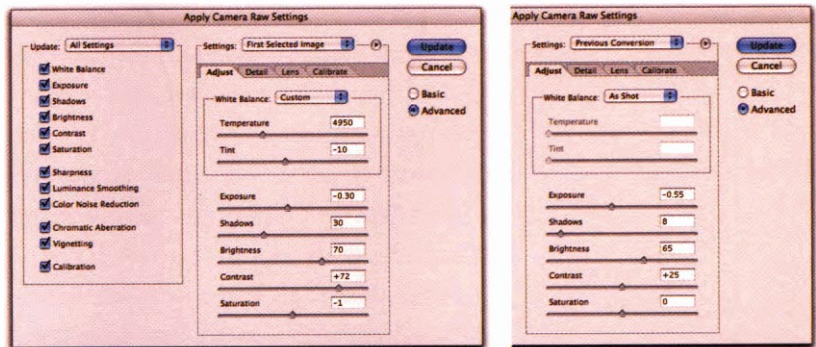 Apply Camera Raw Settings
Update: All Settings
White Balance
Exposure
Shadows
Brightness
Contrast
Saturation
Sharpness
Luminance Smoothing
Color Noise Reduction
Chromatic Aberration
Vignetting
Calibration
Settings: First Selected Image
Adjust Detail Lens Calibrate
White Balance: Custom
Temperature 4950
Tint -10
Exposure -0.30
Shadows 30
Brightness 70
Contrast +72
Saturation -1
Update
Cancel
Basic
Advanced
Apply Camera Raw Settings
Settings: Previous Conversion
Adjust Detail Lens Calibrate
White Balance: As Shot
Temperature
Tint
Exposure -0.55
Shadows 8
Brightness 65
Contrast +25
Saturation 0
Update
Cancel
Basic
Advanced